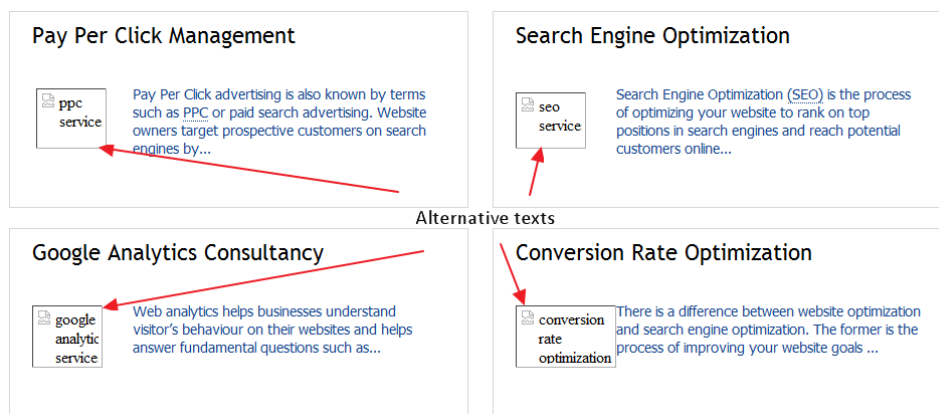 Pay Per Click Management
ppc
service
Pay Per Click advertising is also known by terms
such as PPC or paid search advertising. Website
owners target prospective customers on search
engines by...
Search Engine Optimization
seo
service
Search Engine Optimization (SEO) is the process
of optimizing your website to rank on top
positions in search engines and reach potential
customers online...
Alternative texts
Google Analytics Consultancy
google
analytic
service
Web analytics helps businesses understand
visitor's behaviour on their websites and helps
answer fundamental questions such as...
Conversion Rate Optimization
conversion
rate
optimization
There is a difference between website optimization
and search engine optimization. The former is the
process of improving your website goals ...